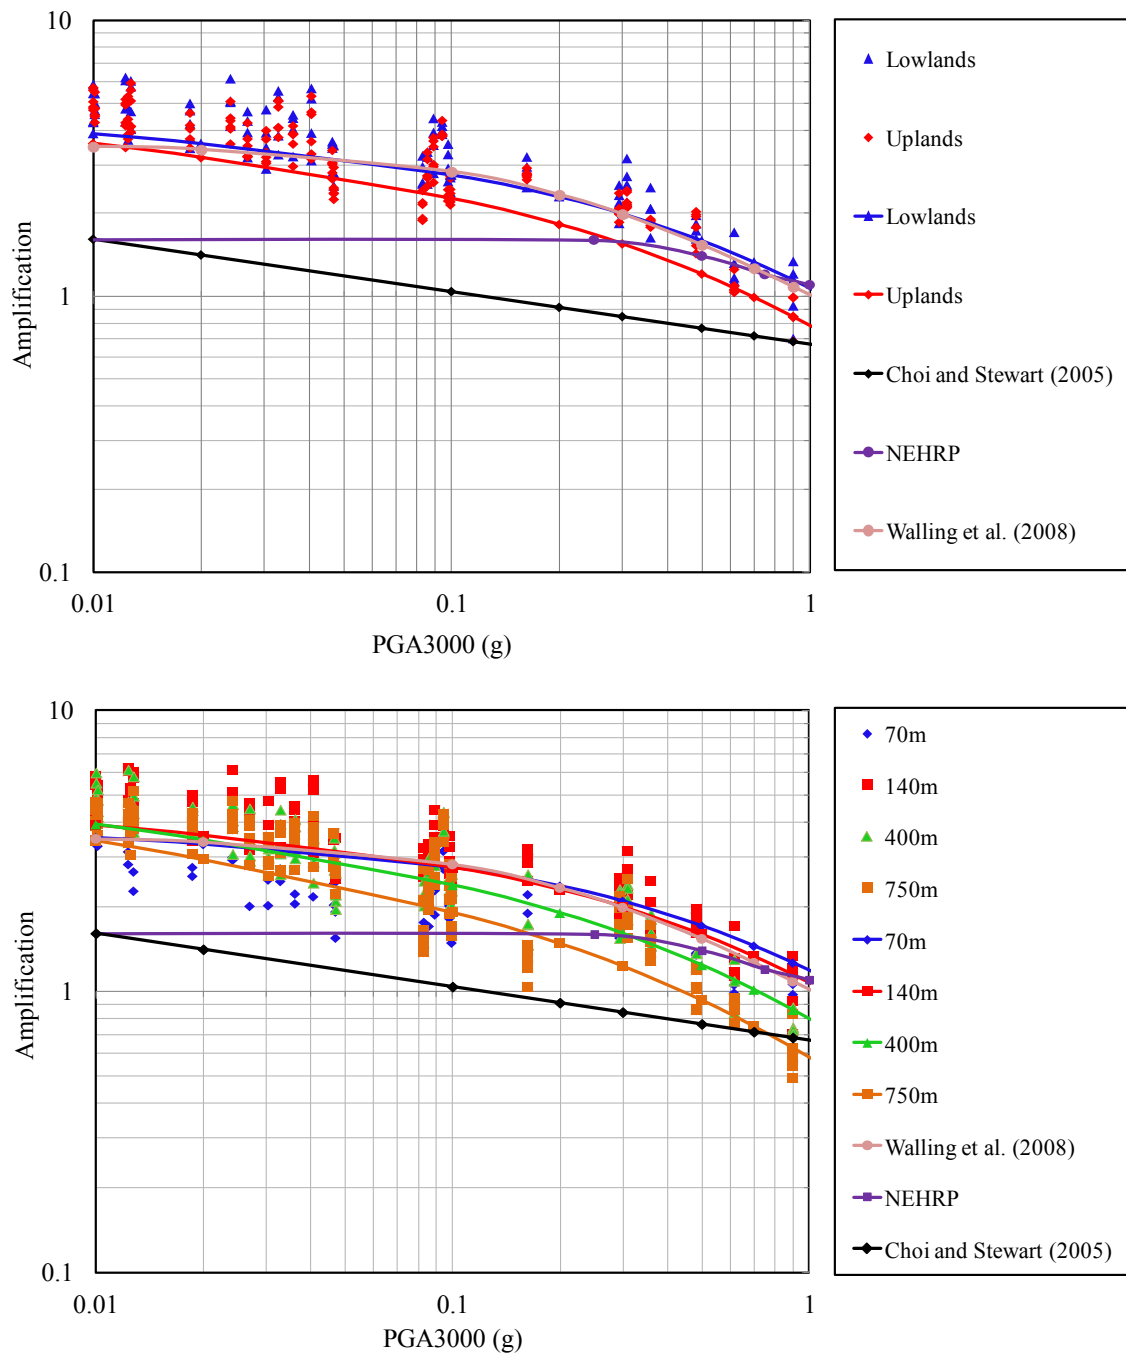 10
1
0.1
Amplification
0.01
0.1
1
PGA3000 (g)
Lowlands
Uplands
Lowlands
Uplands
Choi and Stewart (2005)
NEHRP
Walling et al. (2008)
10
1
0.1
Amplification
0.01
0.1
1
PGA3000 (g)
70m
140m
400m
750m
70m
140m
400m
750m
Walling et al. (2008)
NEHRP
Choi and Stewart (2005)